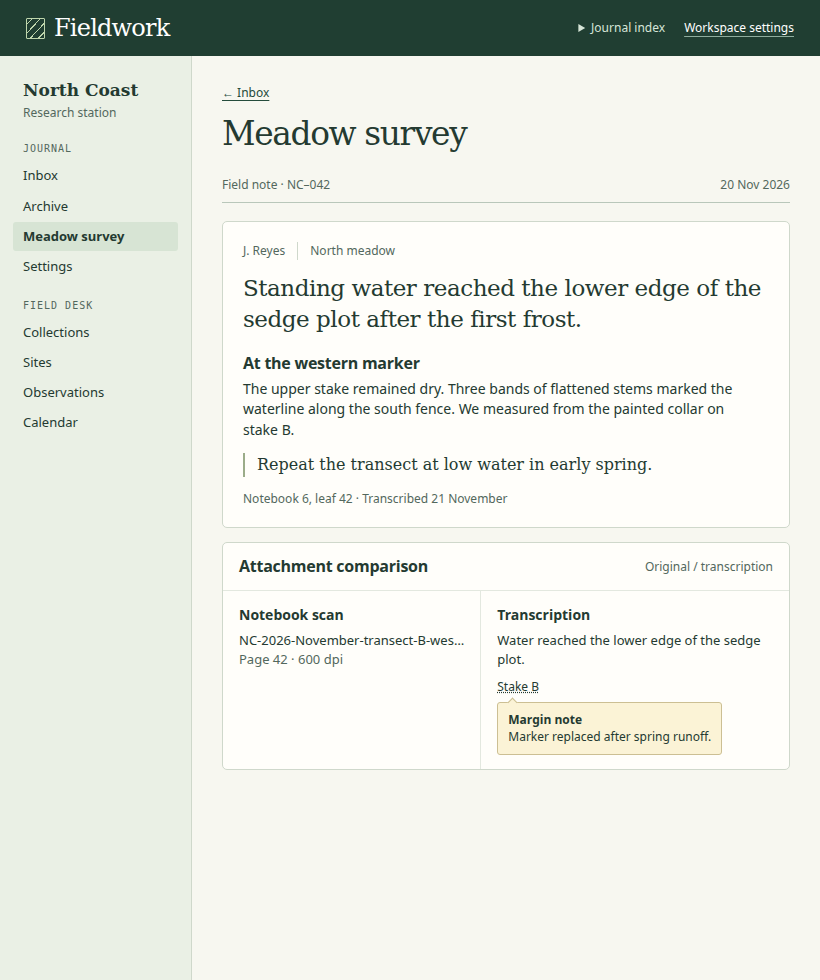 Fieldwork
▶ Journal index
Workspace settings
North Coast
Research station
JOURNAL
Inbox
Archive
Meadow survey
Settings
FIELD DESK
Collections
Sites
Observations
Calendar
← Inbox
Meadow survey
Field note · NC–042
20 Nov 2026
J. Reyes
North meadow
Standing water reached the lower edge of the
sedge plot after the first frost.
At the western marker
The upper stake remained dry. Three bands of flattened stems marked the
waterline along the south fence. We measured from the painted collar on
stake B.
Repeat the transect at low water in early spring.
Notebook 6, leaf 42 · Transcribed 21 November
Attachment comparison
Original / transcription
Notebook scan
NC-2026-November-transect-B-wes…
Page 42 · 600 dpi
Transcription
Water reached the lower edge of the sedge
plot.
Stake B
Margin note
Marker replaced after spring runoff.